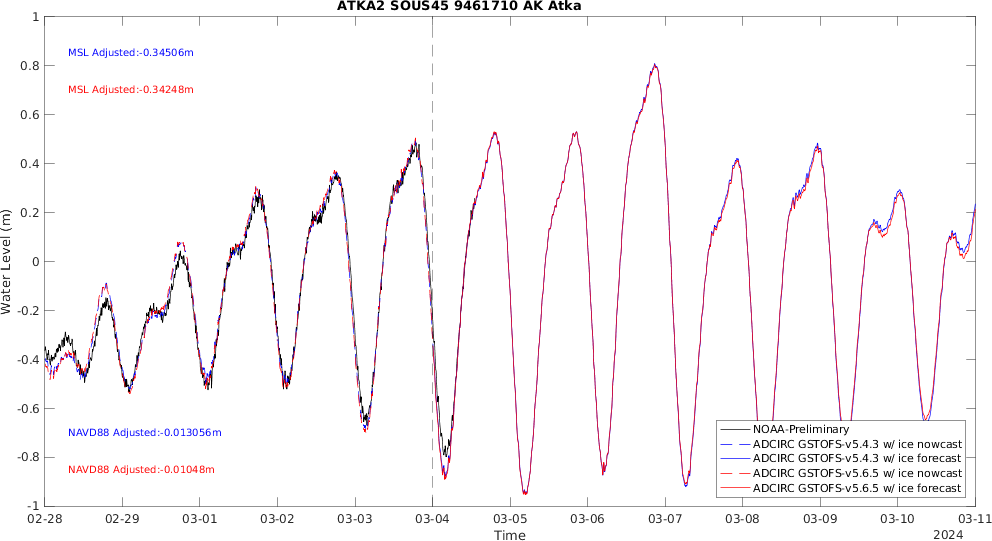 ATKA2 SOUS45 9461710 AK Atka
1
0.8
0.6
0.4
0.2
0
-0.2
-0.4
-0.6
-0.8
-1
Water Level (m)
MSL Adjusted:-0.34506m
MSL Adjusted:-0.34248m
NAVD88 Adjusted:-0.013056m
NAVD88 Adjusted:-0.01048m
NOAA-Preliminary
ADCIRC GSTOFS-v5.4.3 w/ ice nowcast
ADCIRC GSTOFS-v5.4.3 w/ ice forecast
ADCIRC GSTOFS-v5.6.5 w/ ice nowcast
ADCIRC GSTOFS-v5.6.5 w/ ice forecast
02-28 02-29 03-01 03-02 03-03 03-04 03-05 03-06 03-07 03-08 03-09 03-10 03-11
Time
2024